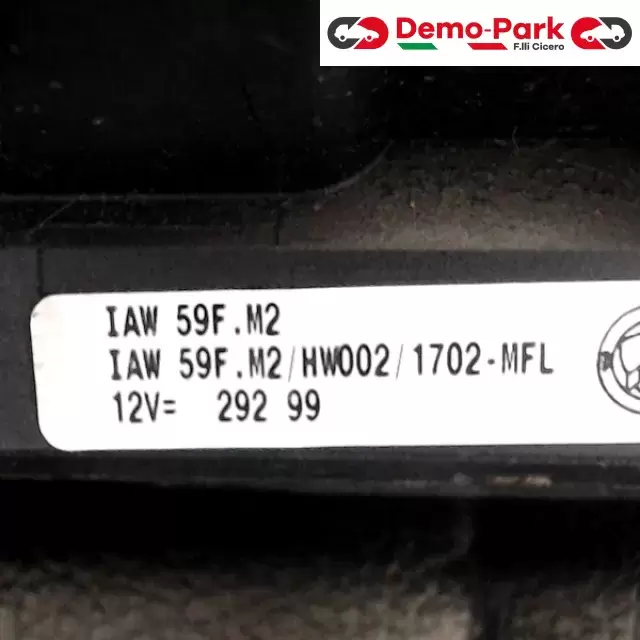 Demo-Park
F.lli Cicero
IAW 59F.M2
IAW 59F.M2/HW002/1702-MFL
12V= 292 99